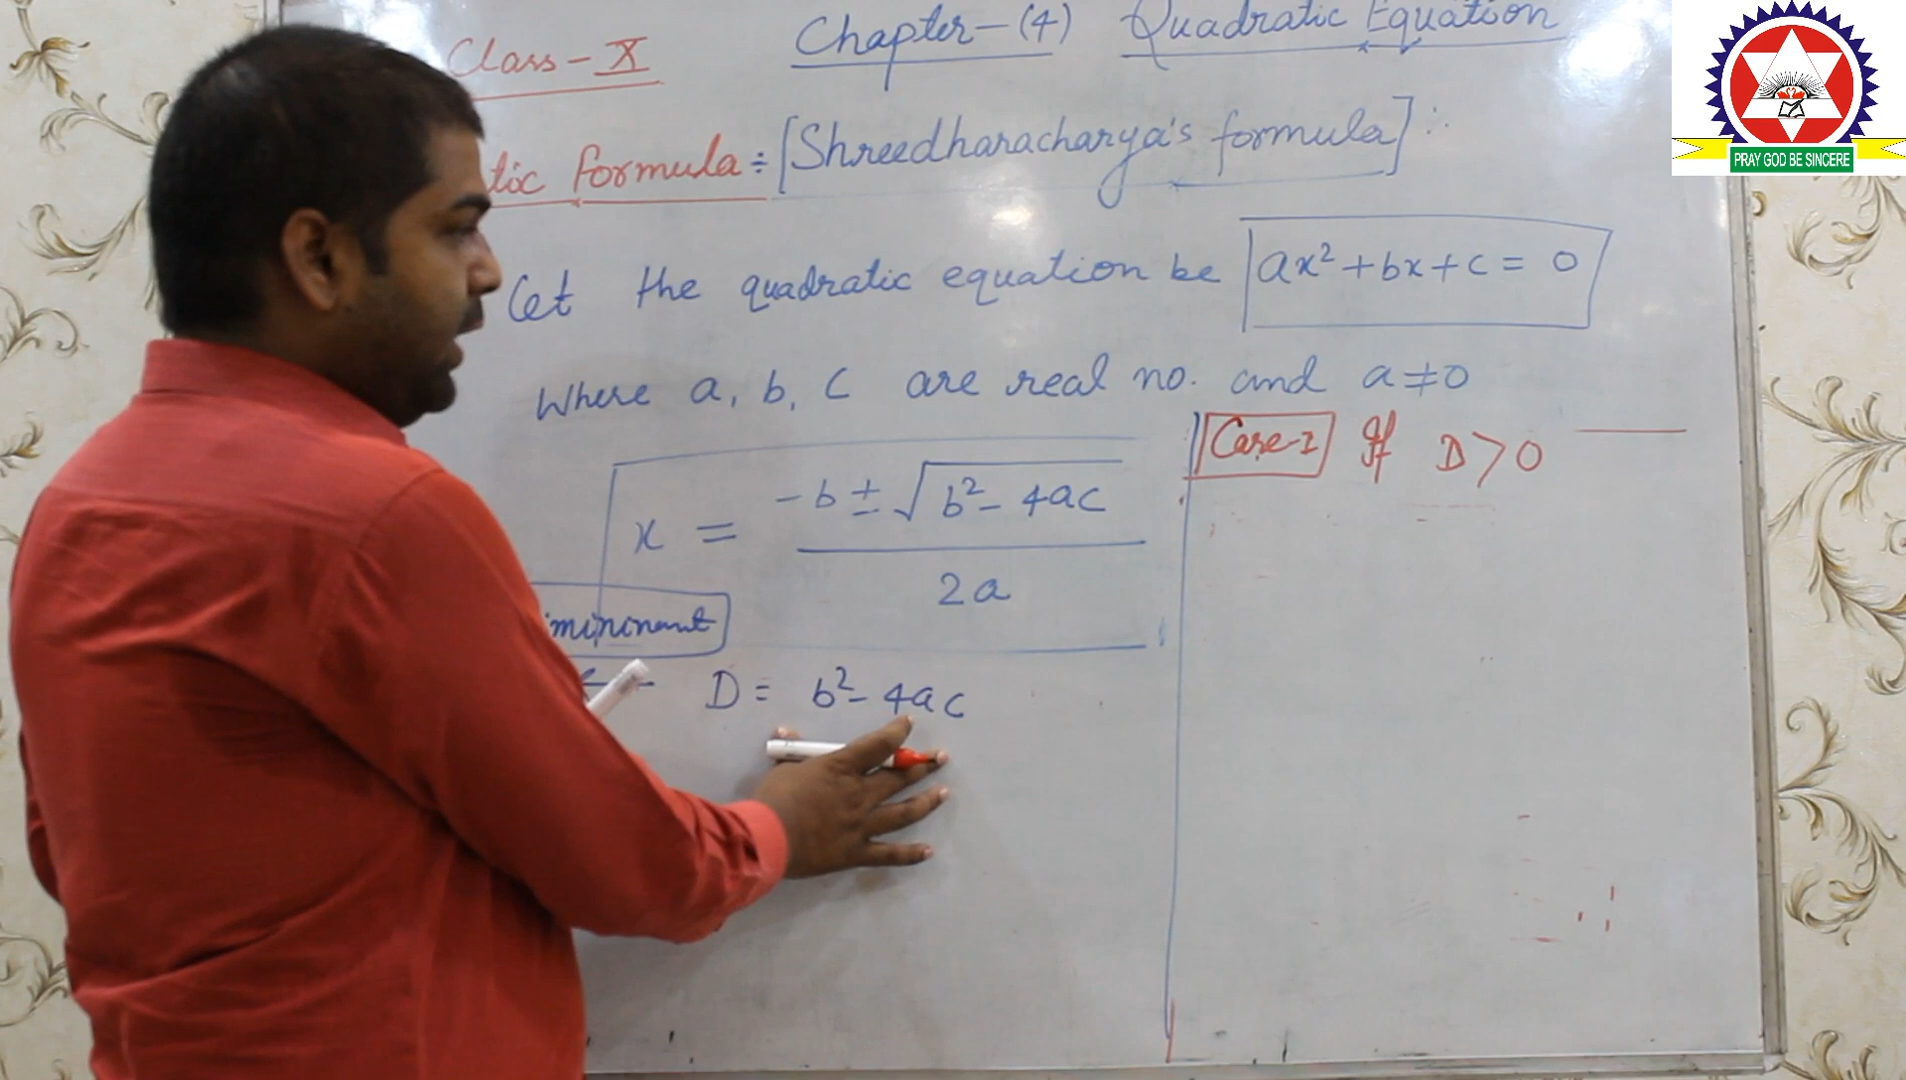 Class - X Chapter - (4) Quadratic Equation
tic formula ÷ [Shreedharacharya's formula] :
Let the quadratic equation be ax² + bx + c = 0
Where a, b, c are real no. and a ≠ 0
Case-I If D > 0
x = -b ± √b² - 4ac
2a
iminant
D = b² - 4ac
PRAY GOD BE SINCERE